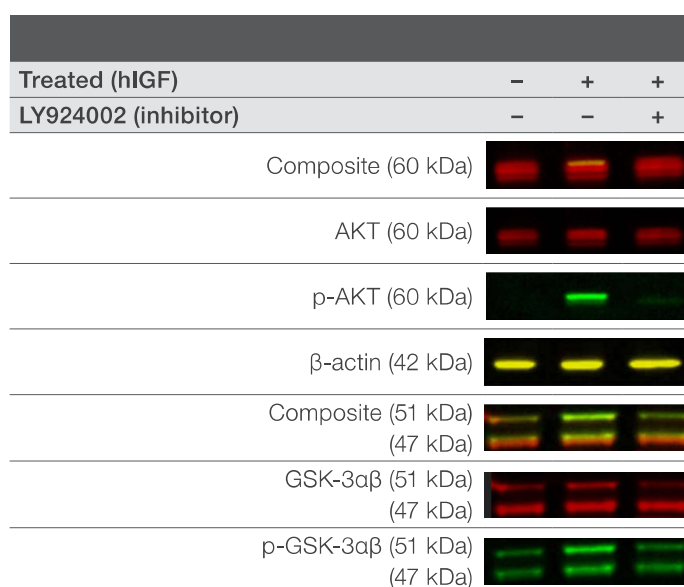 Treated (hIGF) – + +
LY924002 (inhibitor) – – +
Composite (60 kDa)
AKT (60 kDa)
p-AKT (60 kDa)
β-actin (42 kDa)
Composite (51 kDa)
(47 kDa)
GSK-3αβ (51 kDa)
(47 kDa)
p-GSK-3αβ (51 kDa)
(47 kDa)